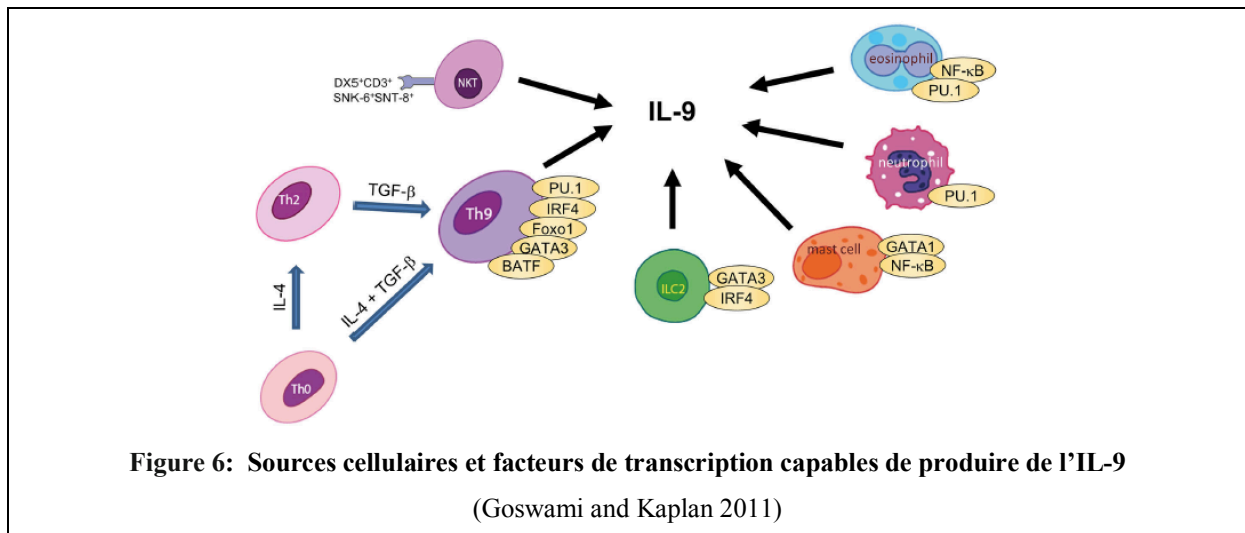 DX5⁺CD3⁺
SNK-6⁺SNT-8⁺
NKT
IL-9
eosinophil
NF-κB
PU.1
neutrophil
PU.1
mast cell
GATA1
NF-κB
Th2
TGF-β
Th9
PU.1
IRF4
Foxo1
GATA3
BATF
ILC2
GATA3
IRF4
IL-4
IL-4 + TGF-β
Th0
Figure 6: Sources cellulaires et facteurs de transcription capables de produire de l’IL-9
(Goswami and Kaplan 2011)